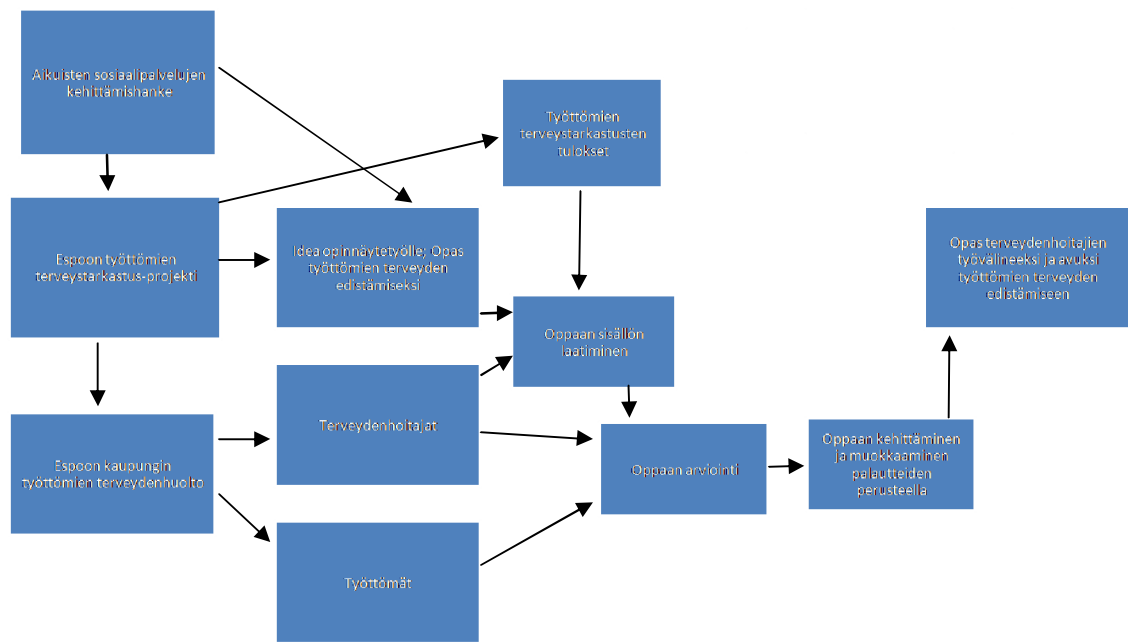 Aikuisten sosiaalipalvelujen
kehittämishanke
Työttömien
terveystarkastusten
tulokset
Espoon työttömien
terveystarkastus-projekti
Idea opinnäytetyölle; Opas
työttömien terveyden
edistämiseksi
Opas terveydenhoitajien
työvälineeksi ja avuksi
työttömien terveyden
edistämiseen
Oppaan sisällön
laatiminen
Terveydenhoitajat
Espoon kaupungin
työttömien terveydenhuolto
Oppaan arviointi
Oppaan kehittäminen
ja muokkaaminen
palautteiden
perusteella
Työttömät